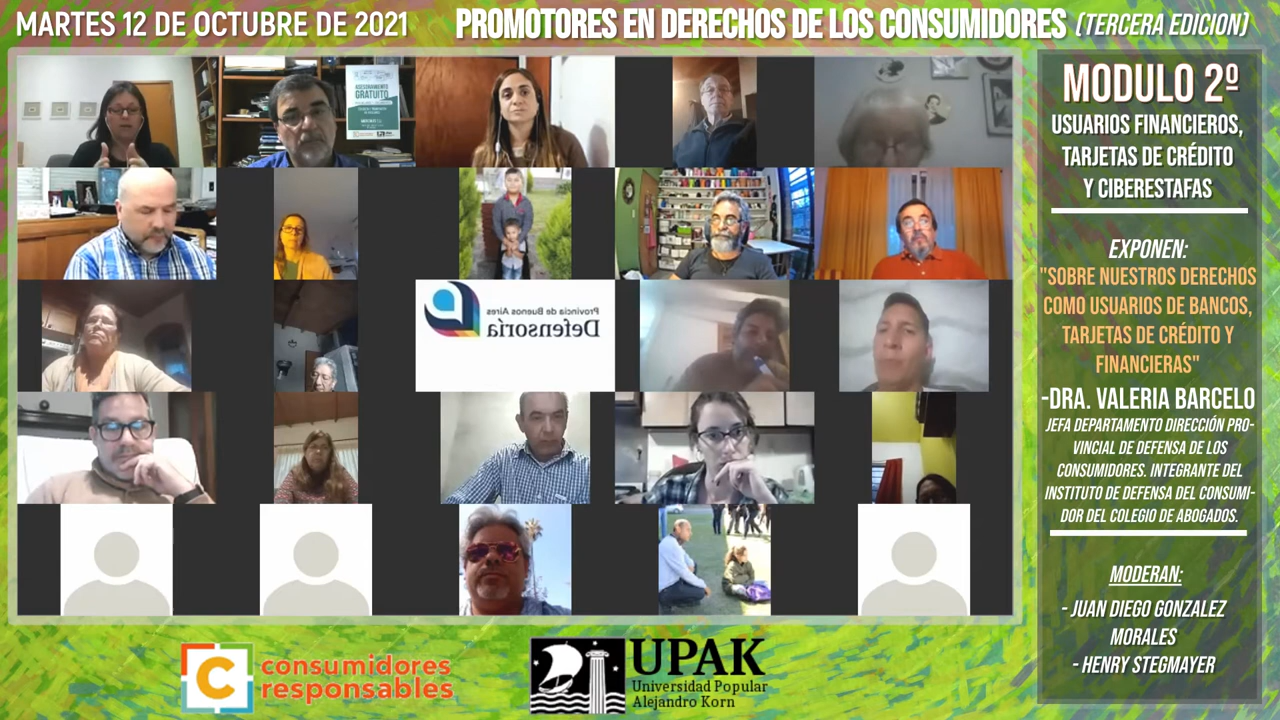 MARTES 12 DE OCTUBRE DE 2021
PROMOTORES EN DERECHOS DE LOS CONSUMIDORES (TERCERA EDICION)
ASESORAMIENTO
GRATUITO
Provincia de Buenos Aires
Defensoría
MODULO 2º
USUARIOS FINANCIEROS,
TARJETAS DE CRÉDITO
Y CIBERESTAFAS
EXPONEN:
"SOBRE NUESTROS DERECHOS
COMO USUARIOS DE BANCOS,
TARJETAS DE CRÉDITO Y
FINANCIERAS"
-DRA. VALERIA BARCELO
JEFA DEPARTAMENTO DIRECCIÓN PRO-
VINCIAL DE DEFENSA DE LOS
CONSUMIDORES. INTEGRANTE DEL
INSTITUTO DE DEFENSA DEL CONSUMI-
DOR DEL COLEGIO DE ABOGADOS.
MODERAN:
- JUAN DIEGO GONZALEZ
MORALES
- HENRY STEGMAYER
C consumidores
responsables
UPAK
Universidad Popular
Alejandro Korn